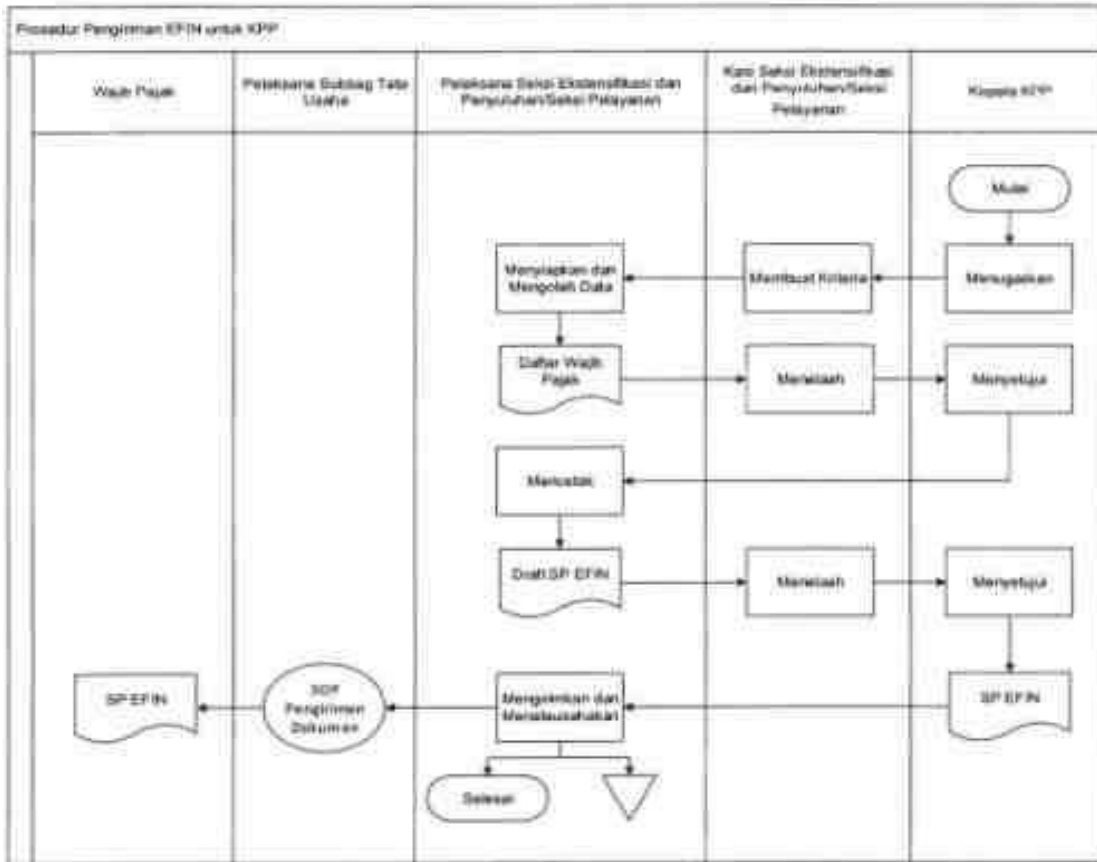 Prosedur Pengiriman EFIN untuk KPP
Wajib Pajak
Pelaksana Subbag Tata
Usaha
Pelaksana Seksi Ekstensifikasi dan
Penyuluhan/Seksi Pelayanan
Seksi Ekstensifikasi
dan Penyuluhan/Seksi
Pelayanan
Kepala KPP
Mulai
Menyiapkan dan
Mengolah Data
Membuat Kriteria
Menugaskan
Daftar Wajib
Pajak
Menelaah
Menyetujui
Mencetak
Draft SP EFIN
Menelaah
Menyetujui
SP EFIN
SOP
Pengiriman
Dokumen
Mengirimkan dan
Menatausahakan
SP EFIN
Selesai